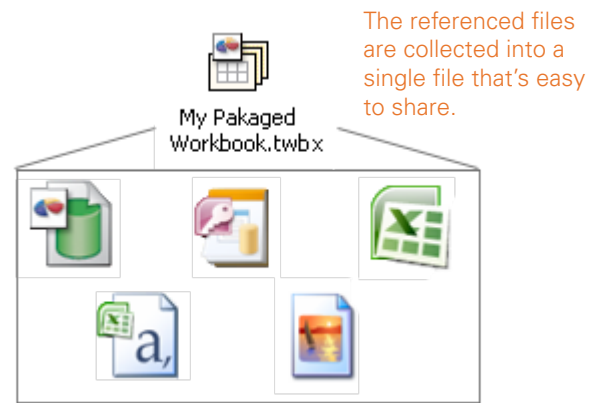 The referenced files
are collected into a
single file that's easy
to share.
My Pakaged
Workbook.twbx
a,